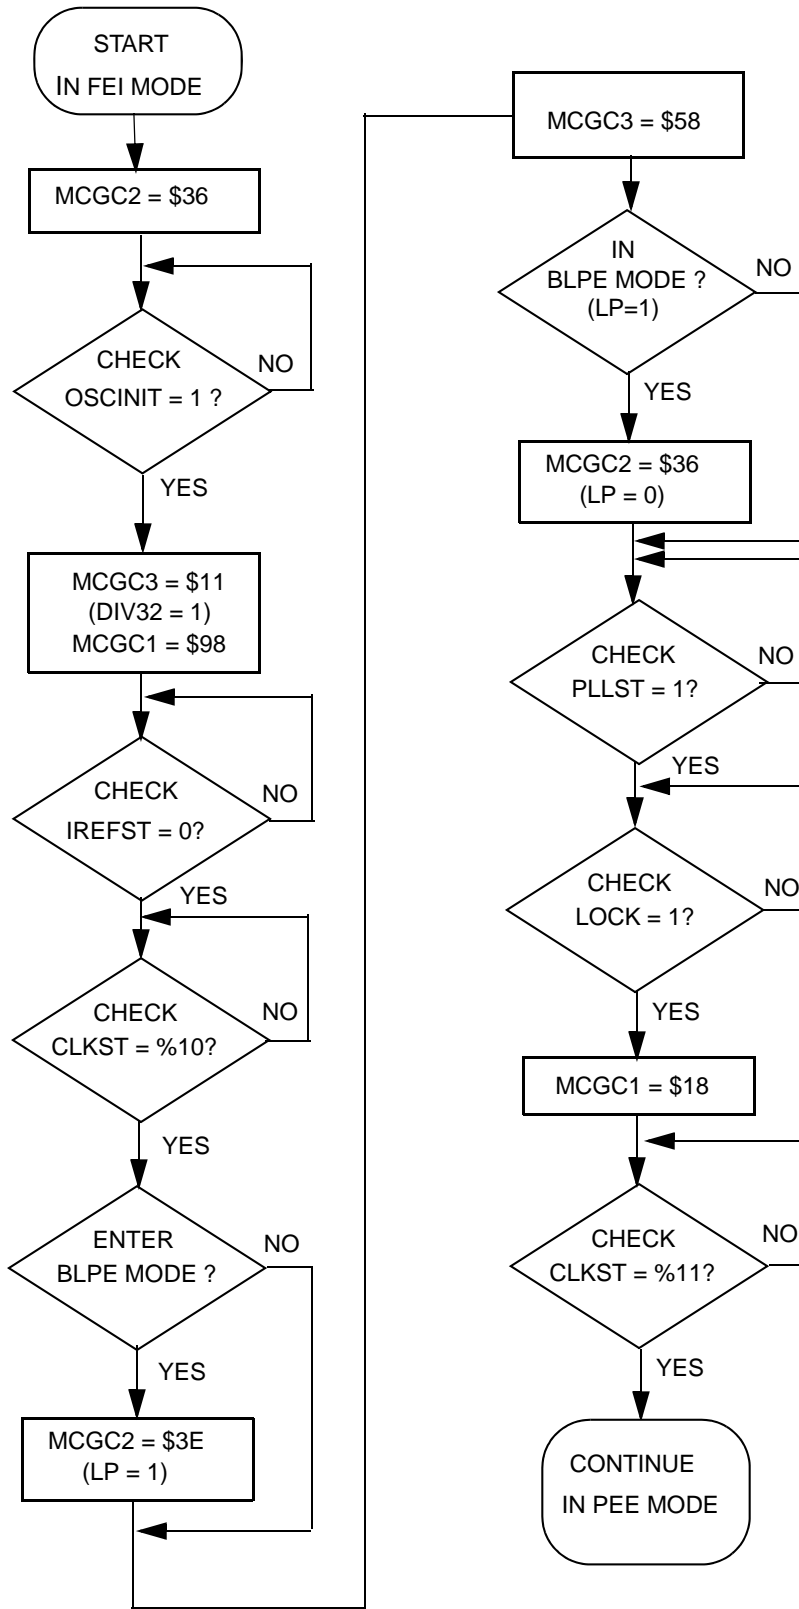 START
IN FEI MODE
MCGC2 = $36
CHECK
OSCINIT = 1 ?
NO
YES
MCGC3 = $11
(DIV32 = 1)
MCGC1 = $98
CHECK
IREFST = 0?
NO
YES
CHECK
CLKST = %10?
NO
YES
ENTER
BLPE MODE ?
NO
YES
MCGC2 = $3E
(LP = 1)
MCGC3 = $58
IN
BLPE MODE ?
(LP=1)
NO
YES
MCGC2 = $36
(LP = 0)
CHECK
PLLST = 1?
NO
YES
CHECK
LOCK = 1?
NO
YES
MCGC1 = $18
CHECK
CLKST = %11?
NO
YES
CONTINUE
IN PEE MODE